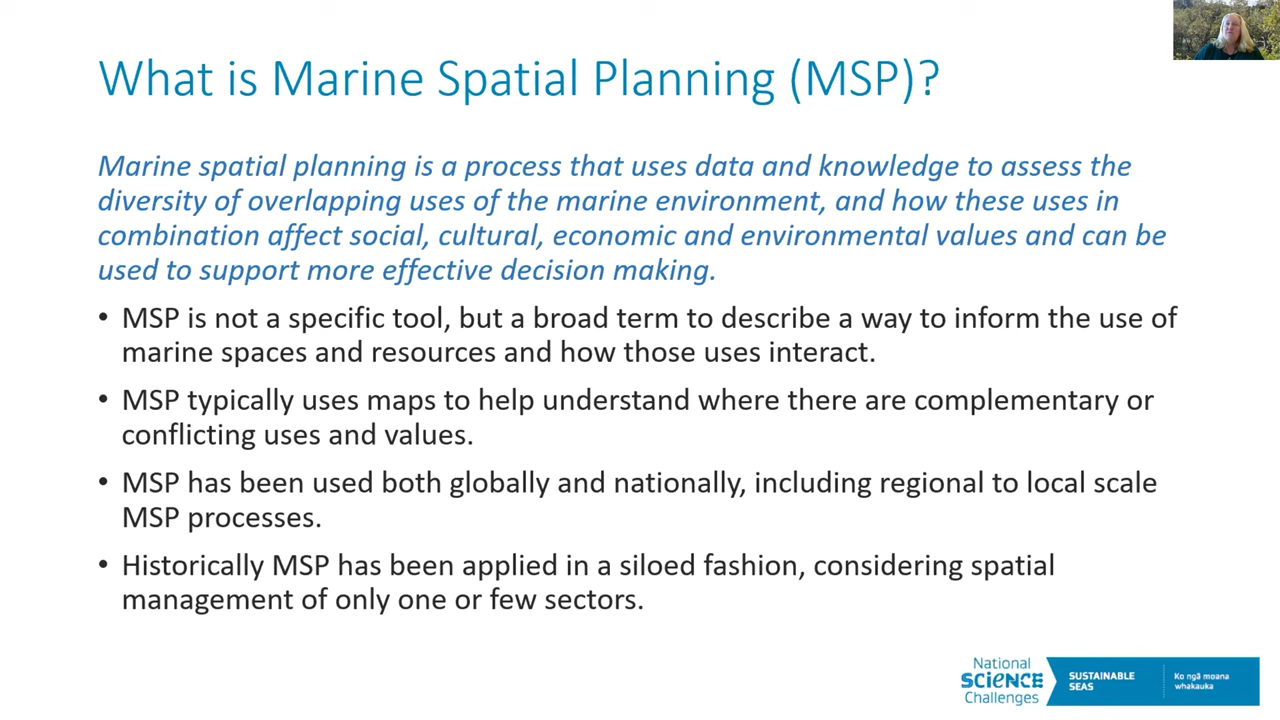 What is Marine Spatial Planning (MSP)?
Marine spatial planning is a process that uses data and knowledge to assess the
diversity of overlapping uses of the marine environment, and how these uses in
combination affect social, cultural, economic and environmental values and can be
used to support more effective decision making.
• MSP is not a specific tool, but a broad term to describe a way to inform the use of
marine spaces and resources and how those uses interact.
• MSP typically uses maps to help understand where there are complementary or
conflicting uses and values.
• MSP has been used both globally and nationally, including regional to local scale
MSP processes.
• Historically MSP has been applied in a siloed fashion, considering spatial
management of only one or few sectors.
National
SCIENCE
Challenges
SUSTAINABLE
SEAS
Ko ngā moana
whakauka